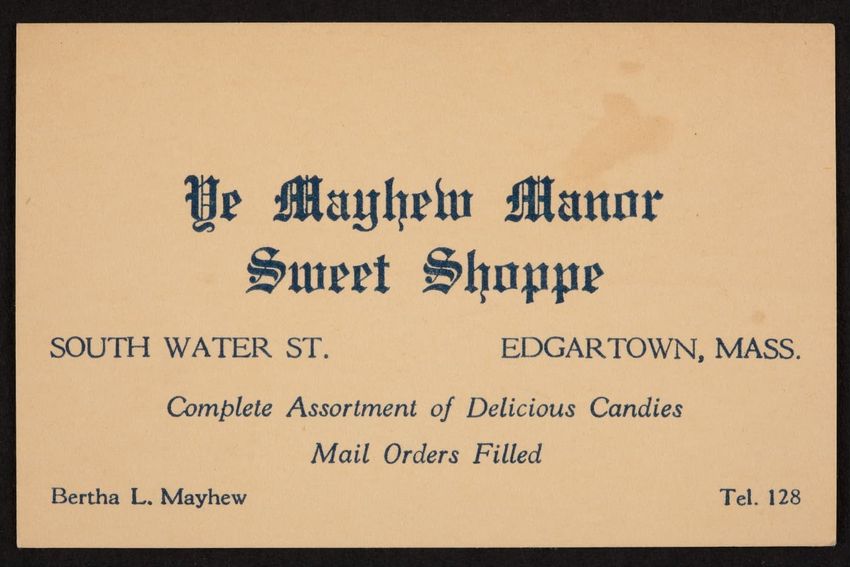 Ye Mayhew Manor
Sweet Shoppe
SOUTH WATER ST. EDGARTOWN, MASS.
Complete Assortment of Delicious Candies
Mail Orders Filled
Bertha L. Mayhew Tel. 128